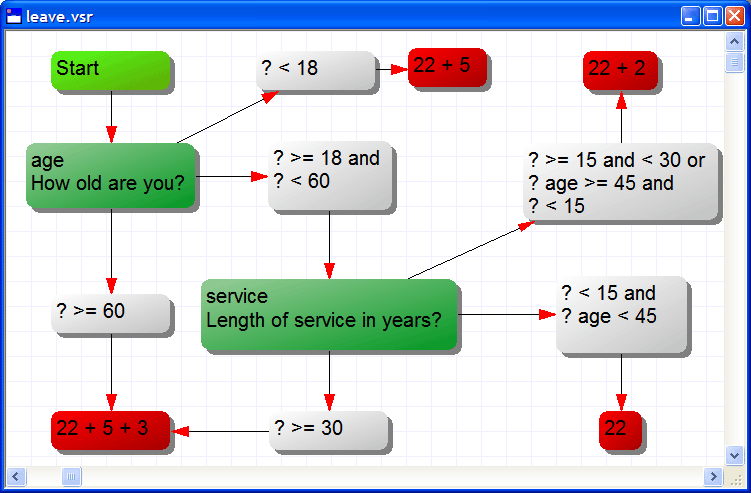 leave.vsr
Start
? < 18
22 + 5
22 + 2
age
How old are you?
? >= 18 and
? < 60
? >= 15 and < 30 or
? age >= 45 and
? < 15
service
Length of service in years?
? >= 60
? < 15 and
? age < 45
22 + 5 + 3
? >= 30
22